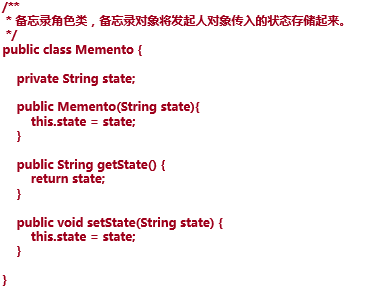 /**
 * 备忘录角色类，备忘录对象将发起人对象传入的状态存储起来。
 */
public class Memento {
    private String state;
    public Memento(String state){
        this.state = state;
    }
    public String getState() {
        return state;
    }
    public void setState(String state) {
        this.state = state;
    }
}